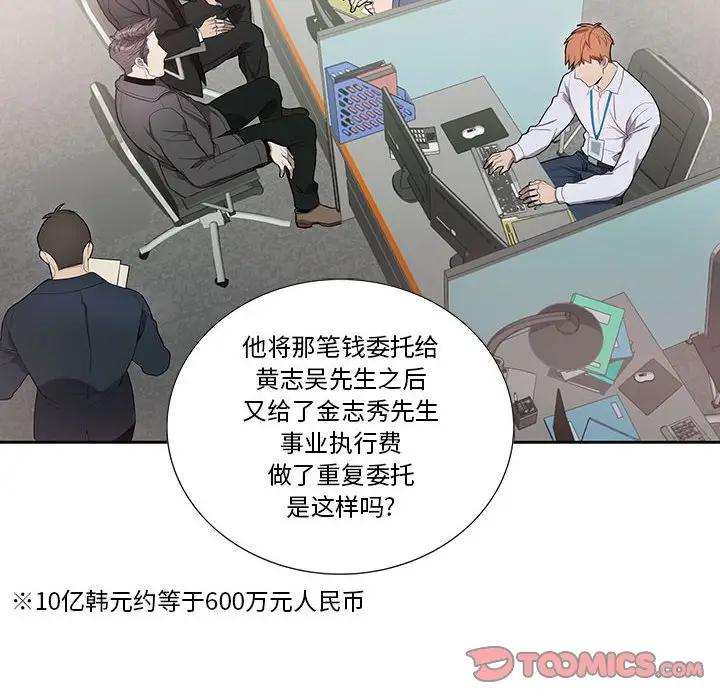 他将那笔钱委托给
黄志吴先生之后
又给了金志秀先生
事业执行费
做了重复委托
是这样吗?
※10亿韩元约等于600万元人民币
TOOMICS.COM